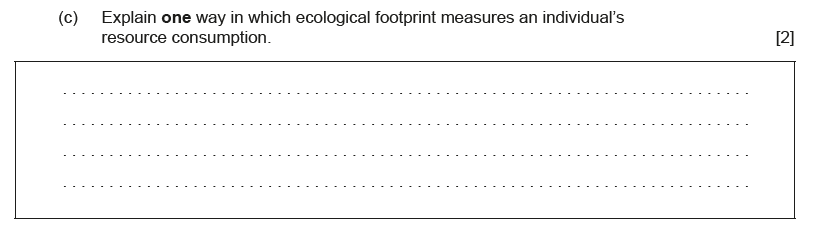 (c) Explain one way in which ecological footprint measures an individual’s
resource consumption. [2]